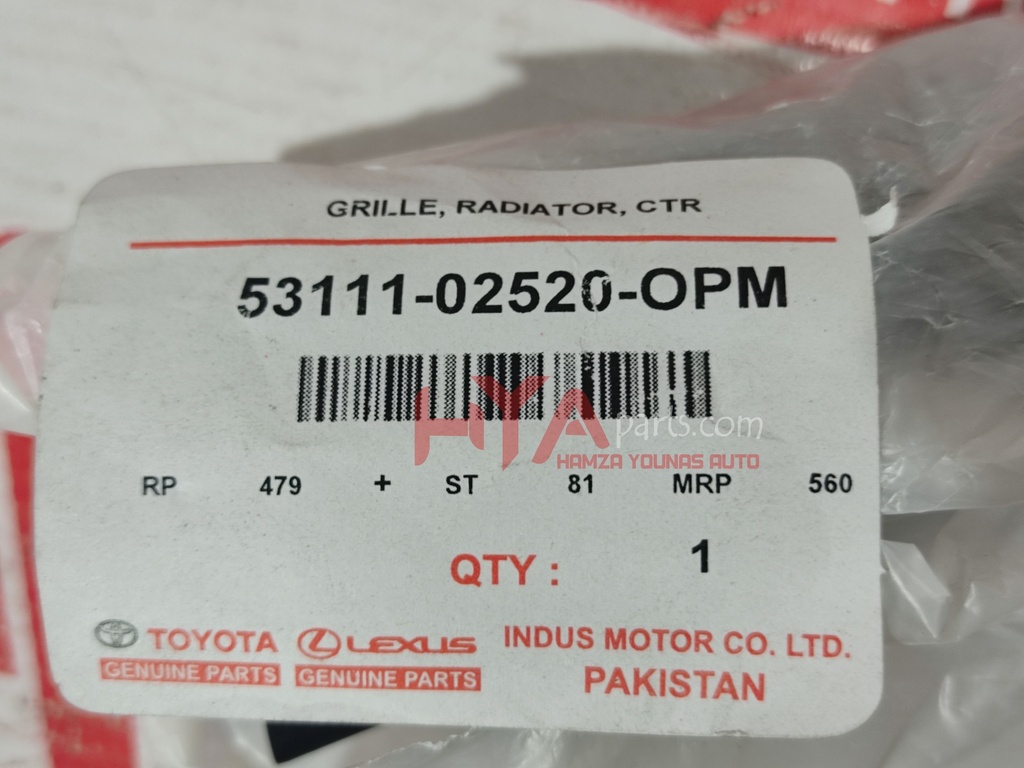 GRILLE, RADIATOR, CTR
53111-02520-OPM
HYAparts.com
HAMZA YOUNAS AUTO
RP 479 + ST 81 MRP 560
QTY : 1
TOYOTA LEXUS INDUS MOTOR CO. LTD.
GENUINE PARTS GENUINE PARTS PAKISTAN